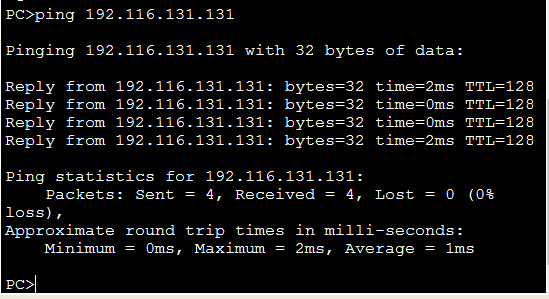 PC>ping 192.116.131.131
Pinging 192.116.131.131 with 32 bytes of data:
Reply from 192.116.131.131: bytes=32 time=2ms TTL=128
Reply from 192.116.131.131: bytes=32 time=0ms TTL=128
Reply from 192.116.131.131: bytes=32 time=0ms TTL=128
Reply from 192.116.131.131: bytes=32 time=2ms TTL=128
Ping statistics for 192.116.131.131:
    Packets: Sent = 4, Received = 4, Lost = 0 (0%
loss),
Approximate round trip times in milli-seconds:
    Minimum = 0ms, Maximum = 2ms, Average = 1ms
PC>